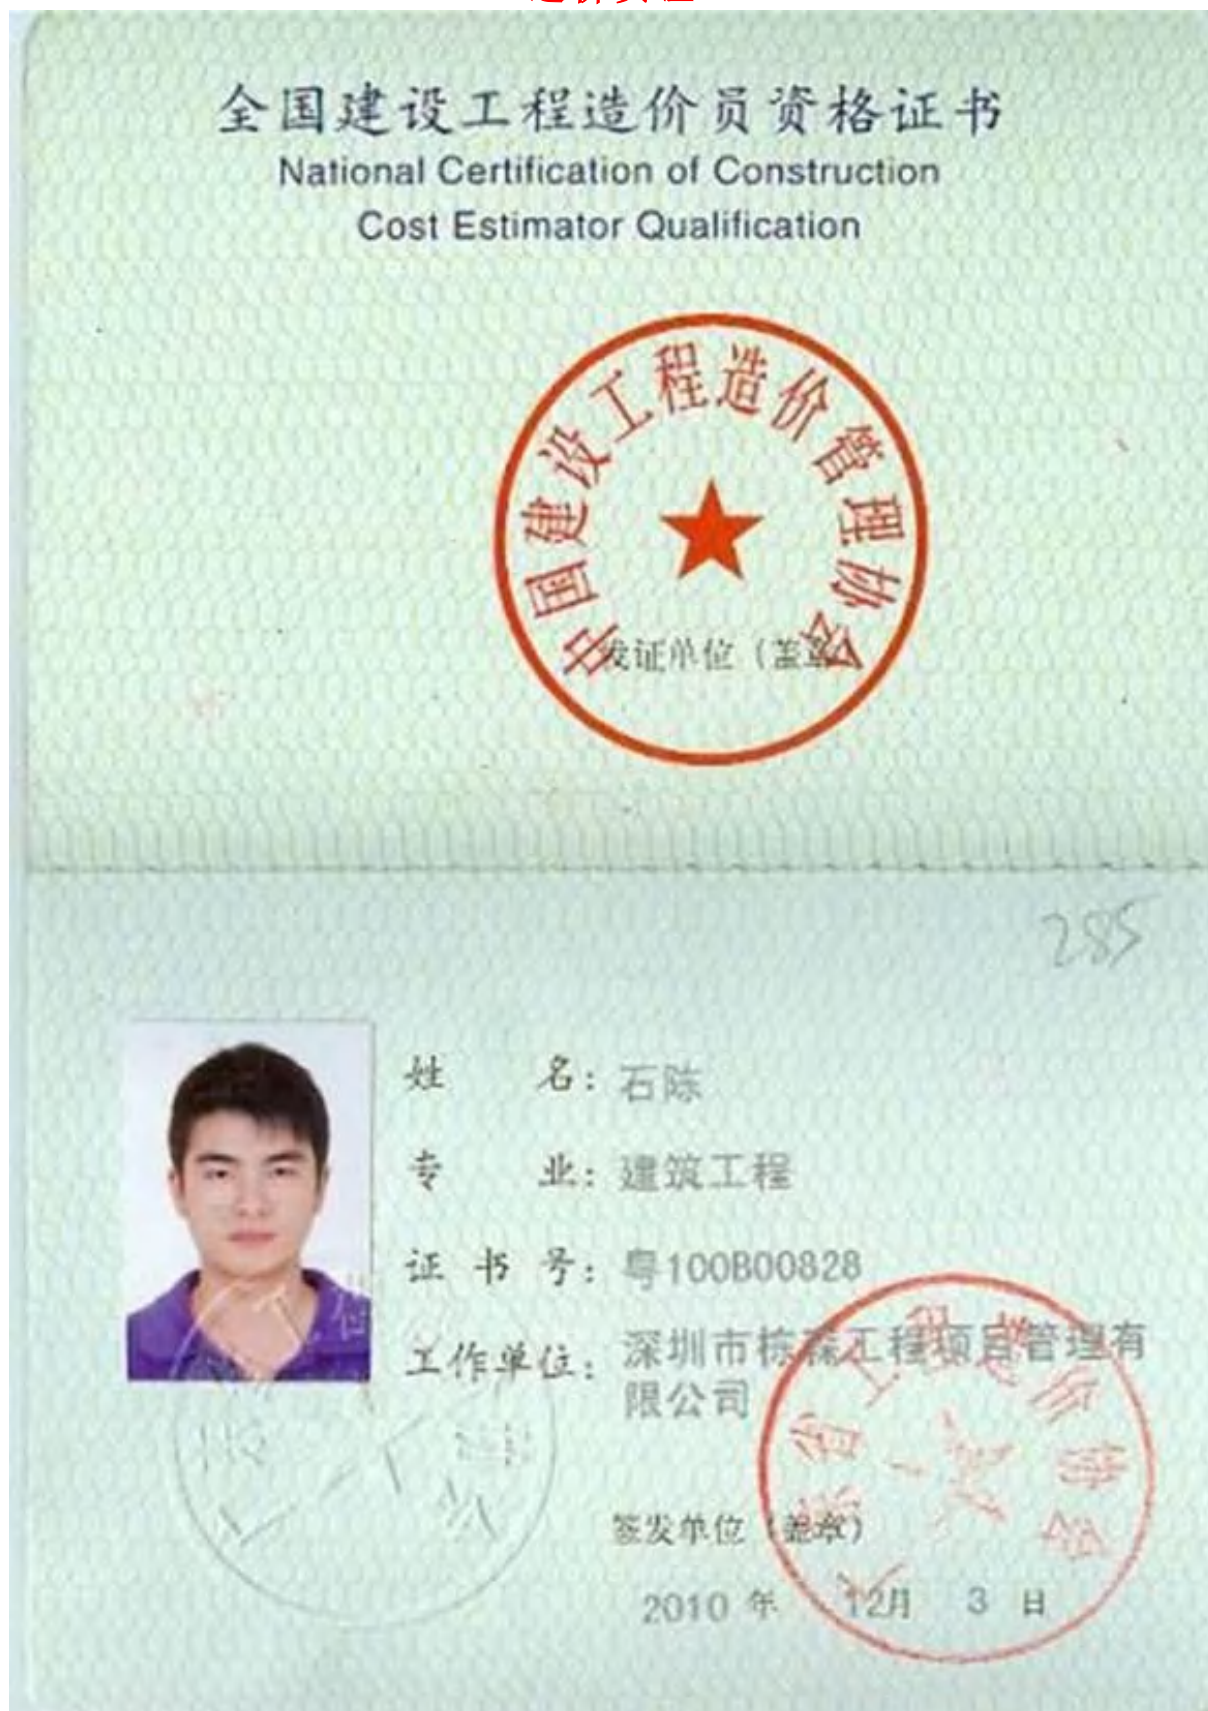 全国建设工程造价员资格证书
National Certification of Construction
Cost Estimator Qualification
中国建设工程造价管理协会
发证单位（盖章）
285
姓 名：石陈
专 业：建筑工程
证 书 号：粤100B00828
工作单位：深圳市栋森工程项目管理有
限公司
签发单位（盖章）
2010 年 12月 3 日